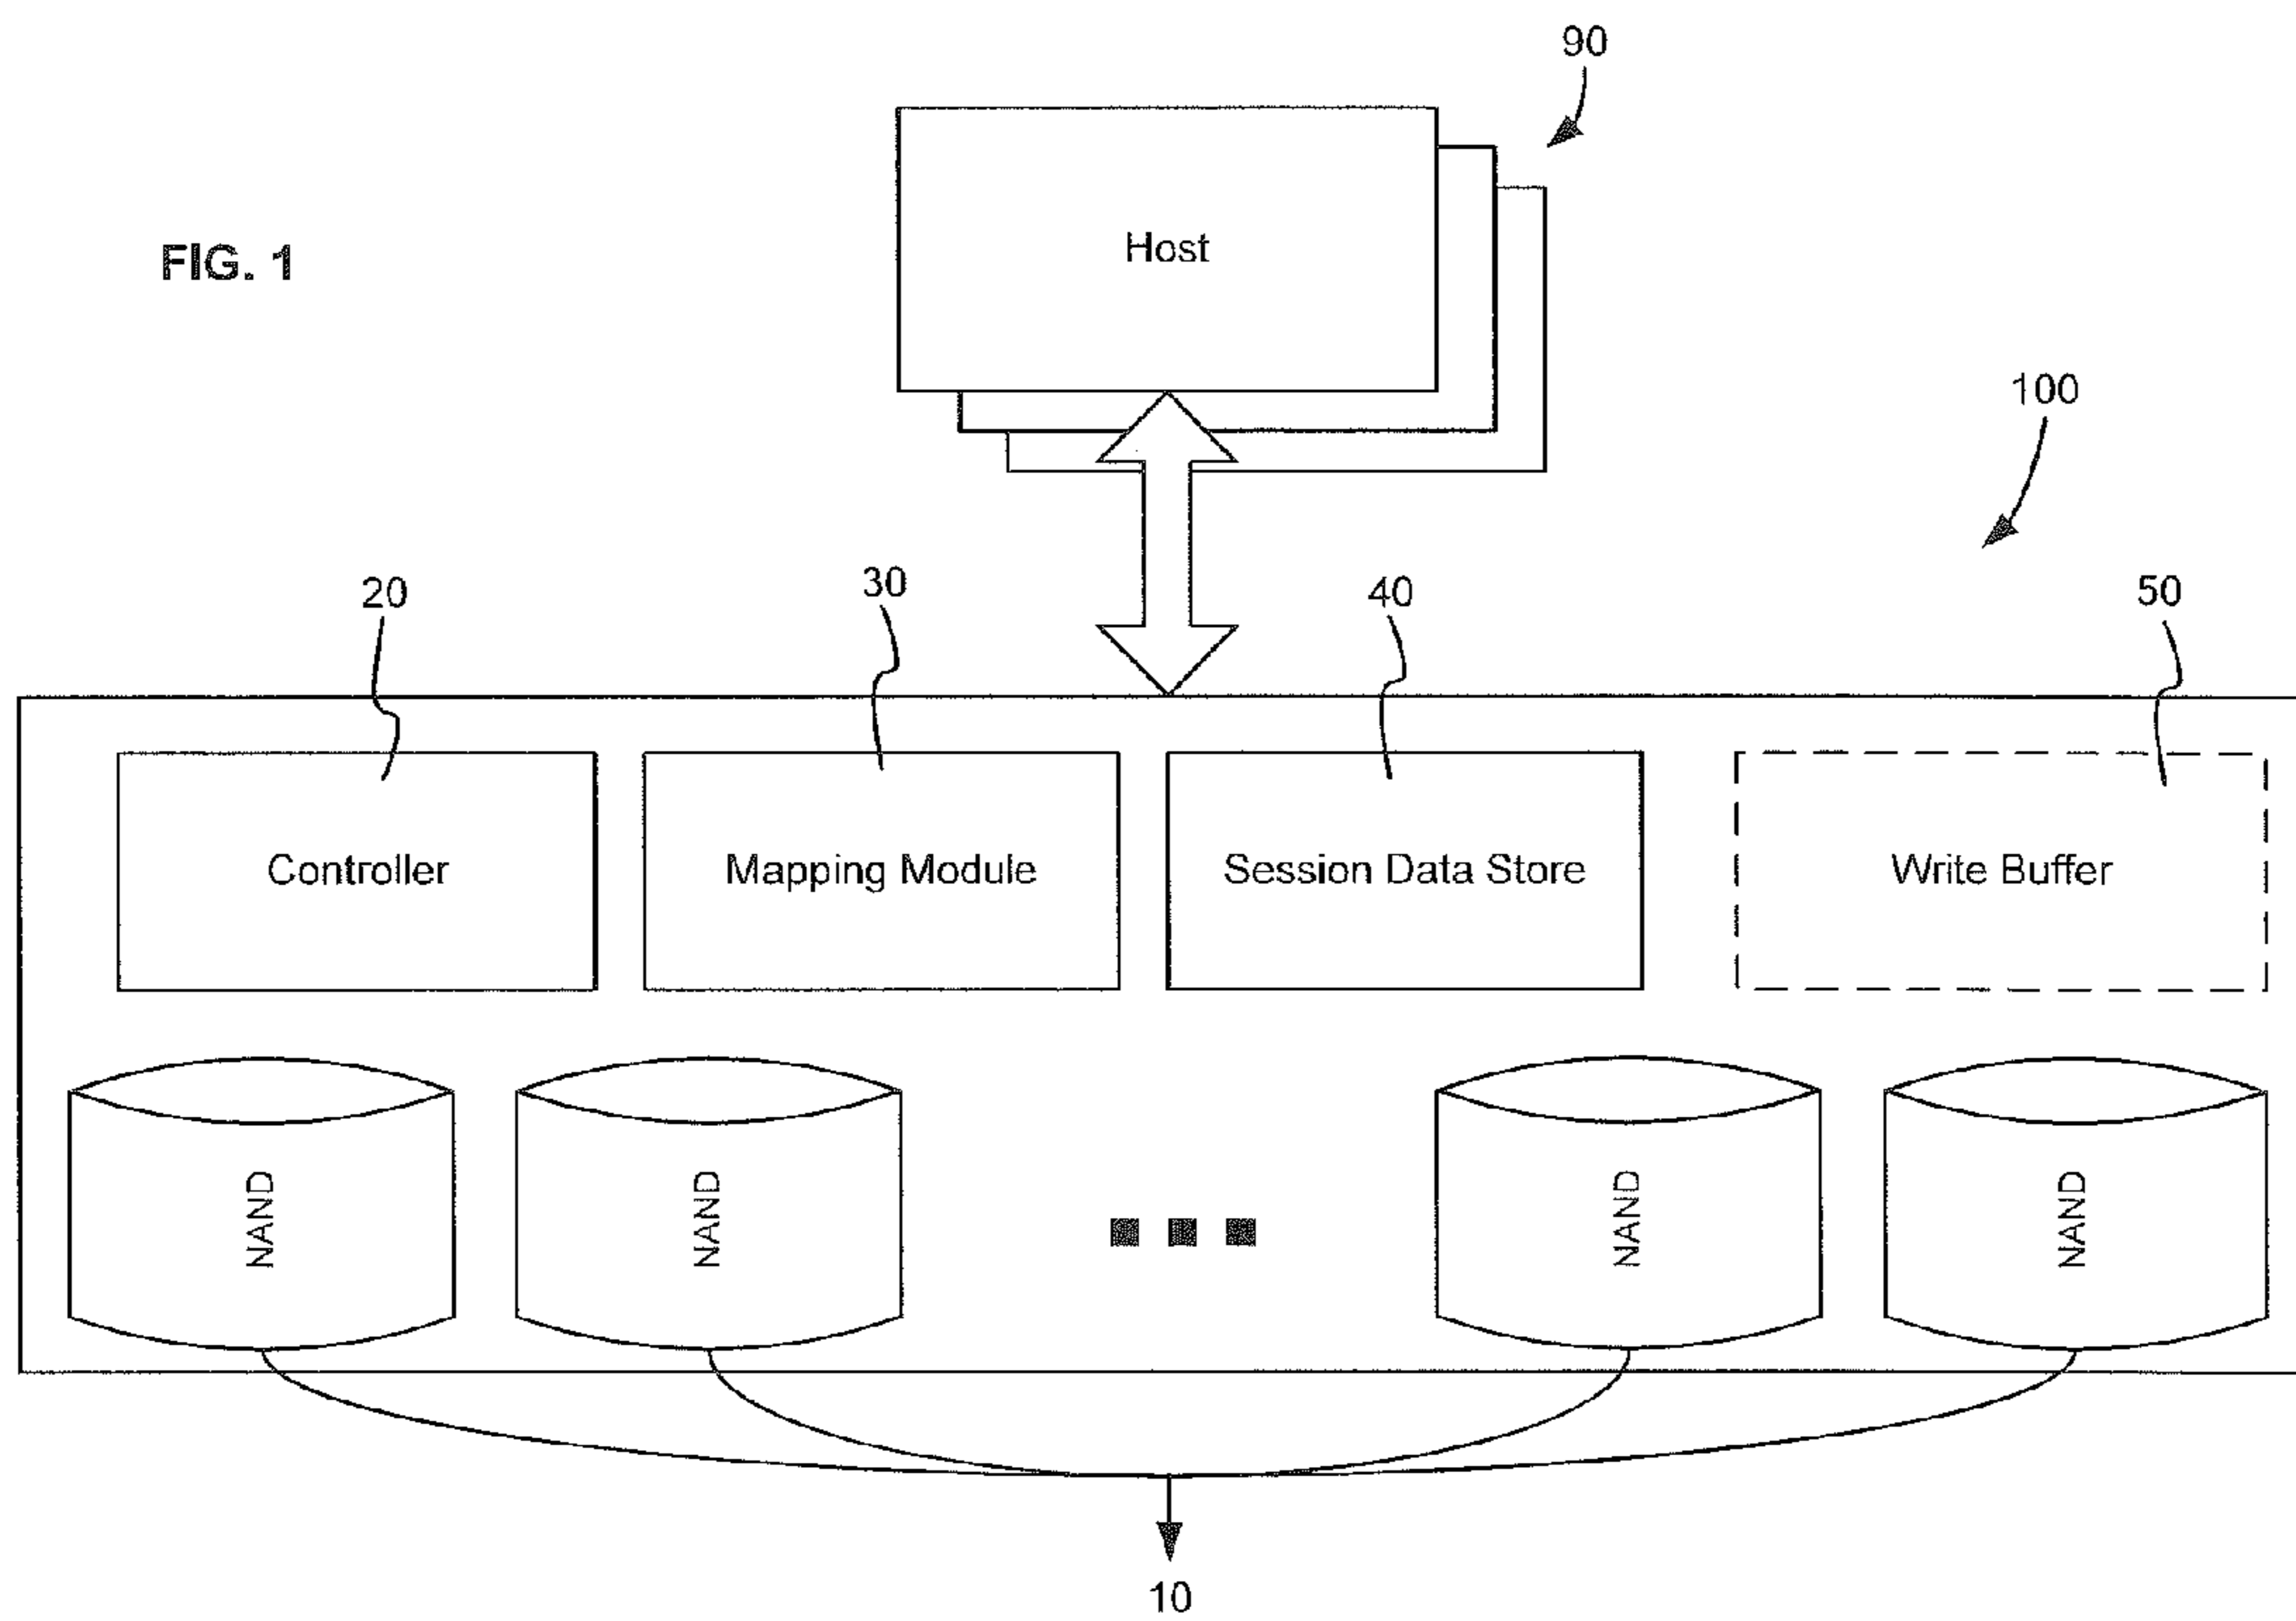 90
FIG. 1
Host
100
20
30
40
50
Controller
Mapping Module
Session Data Store
Write Buffer
NAND
NAND
NAND
NAND
10